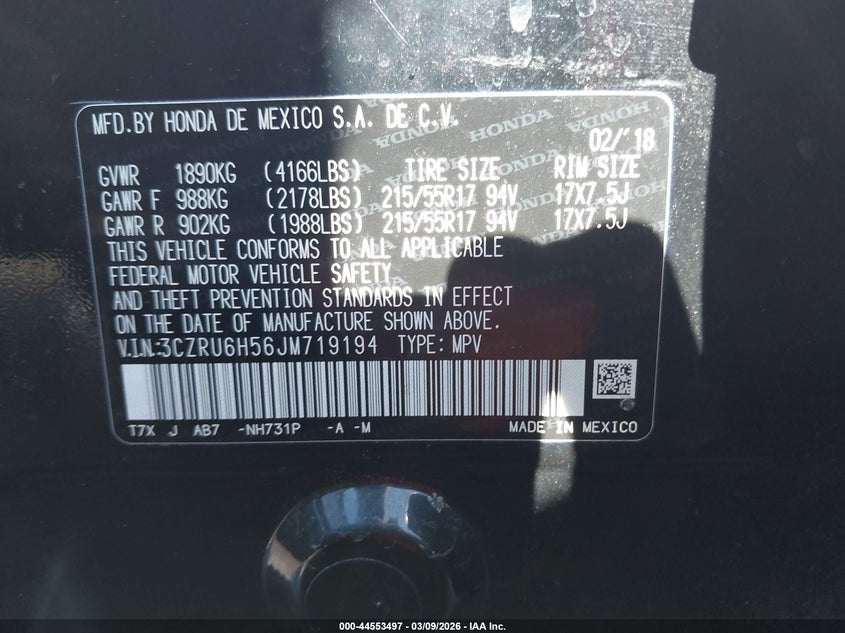 MFD.BY HONDA DE MEXICO S.A. DE C.V.
02/'18
GVWR 1890KG (4166LBS) TIRE SIZE RIM SIZE
GAWR F 988KG (2178LBS) 215/55R17 94V 17X7.5J
GAWR R 902KG (1988LBS) 215/55R17 94V 17X7.5J
THIS VEHICLE CONFORMS TO ALL APPLICABLE
FEDERAL MOTOR VEHICLE SAFETY
AND THEFT PREVENTION STANDARDS IN EFFECT
ON THE DATE OF MANUFACTURE SHOWN ABOVE.
V.I.N:3CZRU6H56JM719194 TYPE: MPV
T7X J AB7 -NH731P -A -M MADE IN MEXICO
000-44553497 - 03/09/2026 - IAA Inc.